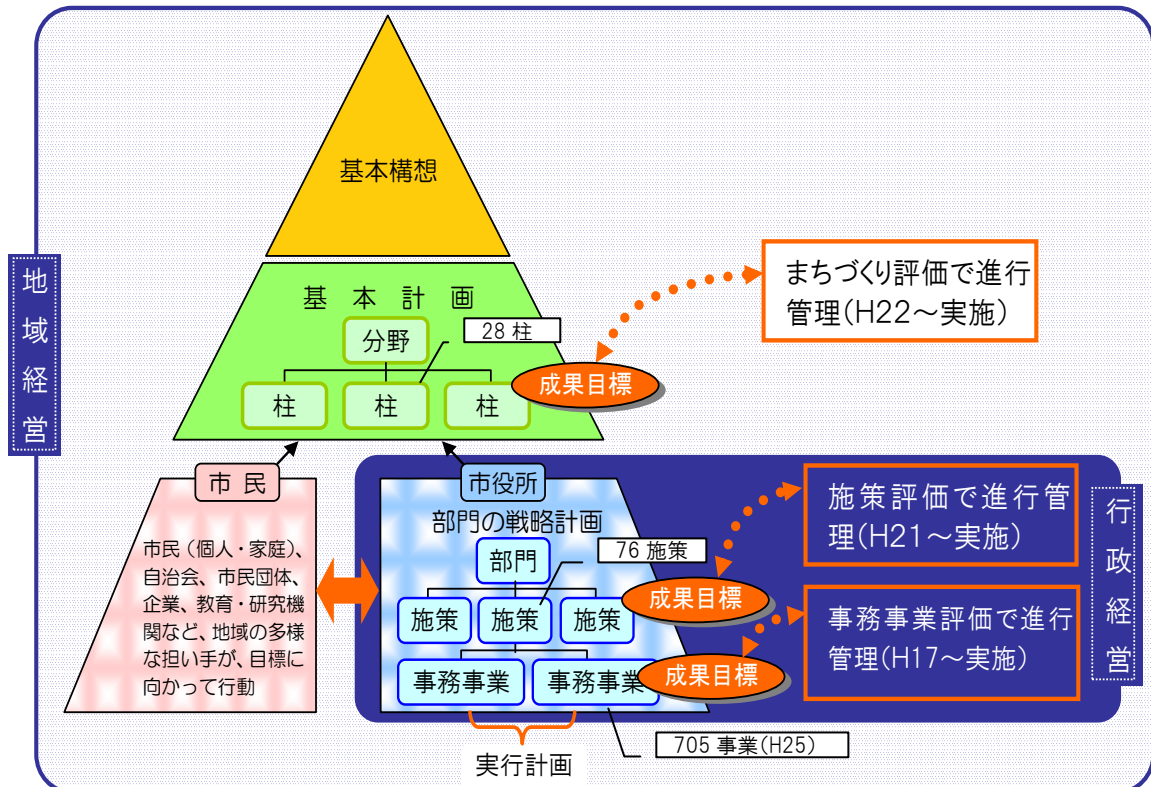 基本構想
地域経営
基 本 計 画
分野
28 柱
柱
柱
柱
成果目標
まちづくり評価で進行
管理(H22～実施)
市 民
市民（個人・家庭）、
自治会、市民団体、
企業、教育・研究機
関など、地域の多様
な担い手が、目標に
向かって行動
市役所
部門の戦略計画
部門
76 施策
施策
施策
施策
成果目標
事務事業
事務事業
成果目標
実行計画
705 事業(H25)
施策評価で進行管
理(H21～実施)
事務事業評価で進行
管理(H17～実施)
行政経営